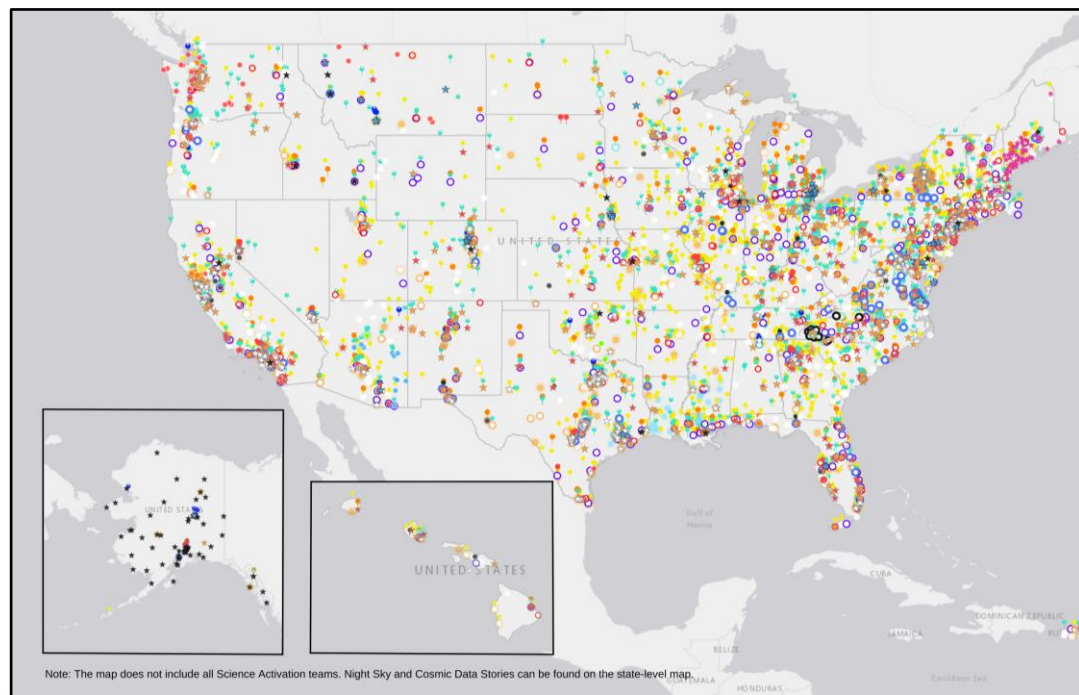 UNITED STATES
UNITED STATES
Gulf of
Mexico
UNITED STATES
CUBA
DOMINICAN REPUBLIC
PU
JAMAICA
BELIZE
Note: The map does not include all Science Activation teams. Night Sky and Cosmic Data Stories can be found on the state-level map.
GUATEMALA
Caribbean Sea
HONDURAS